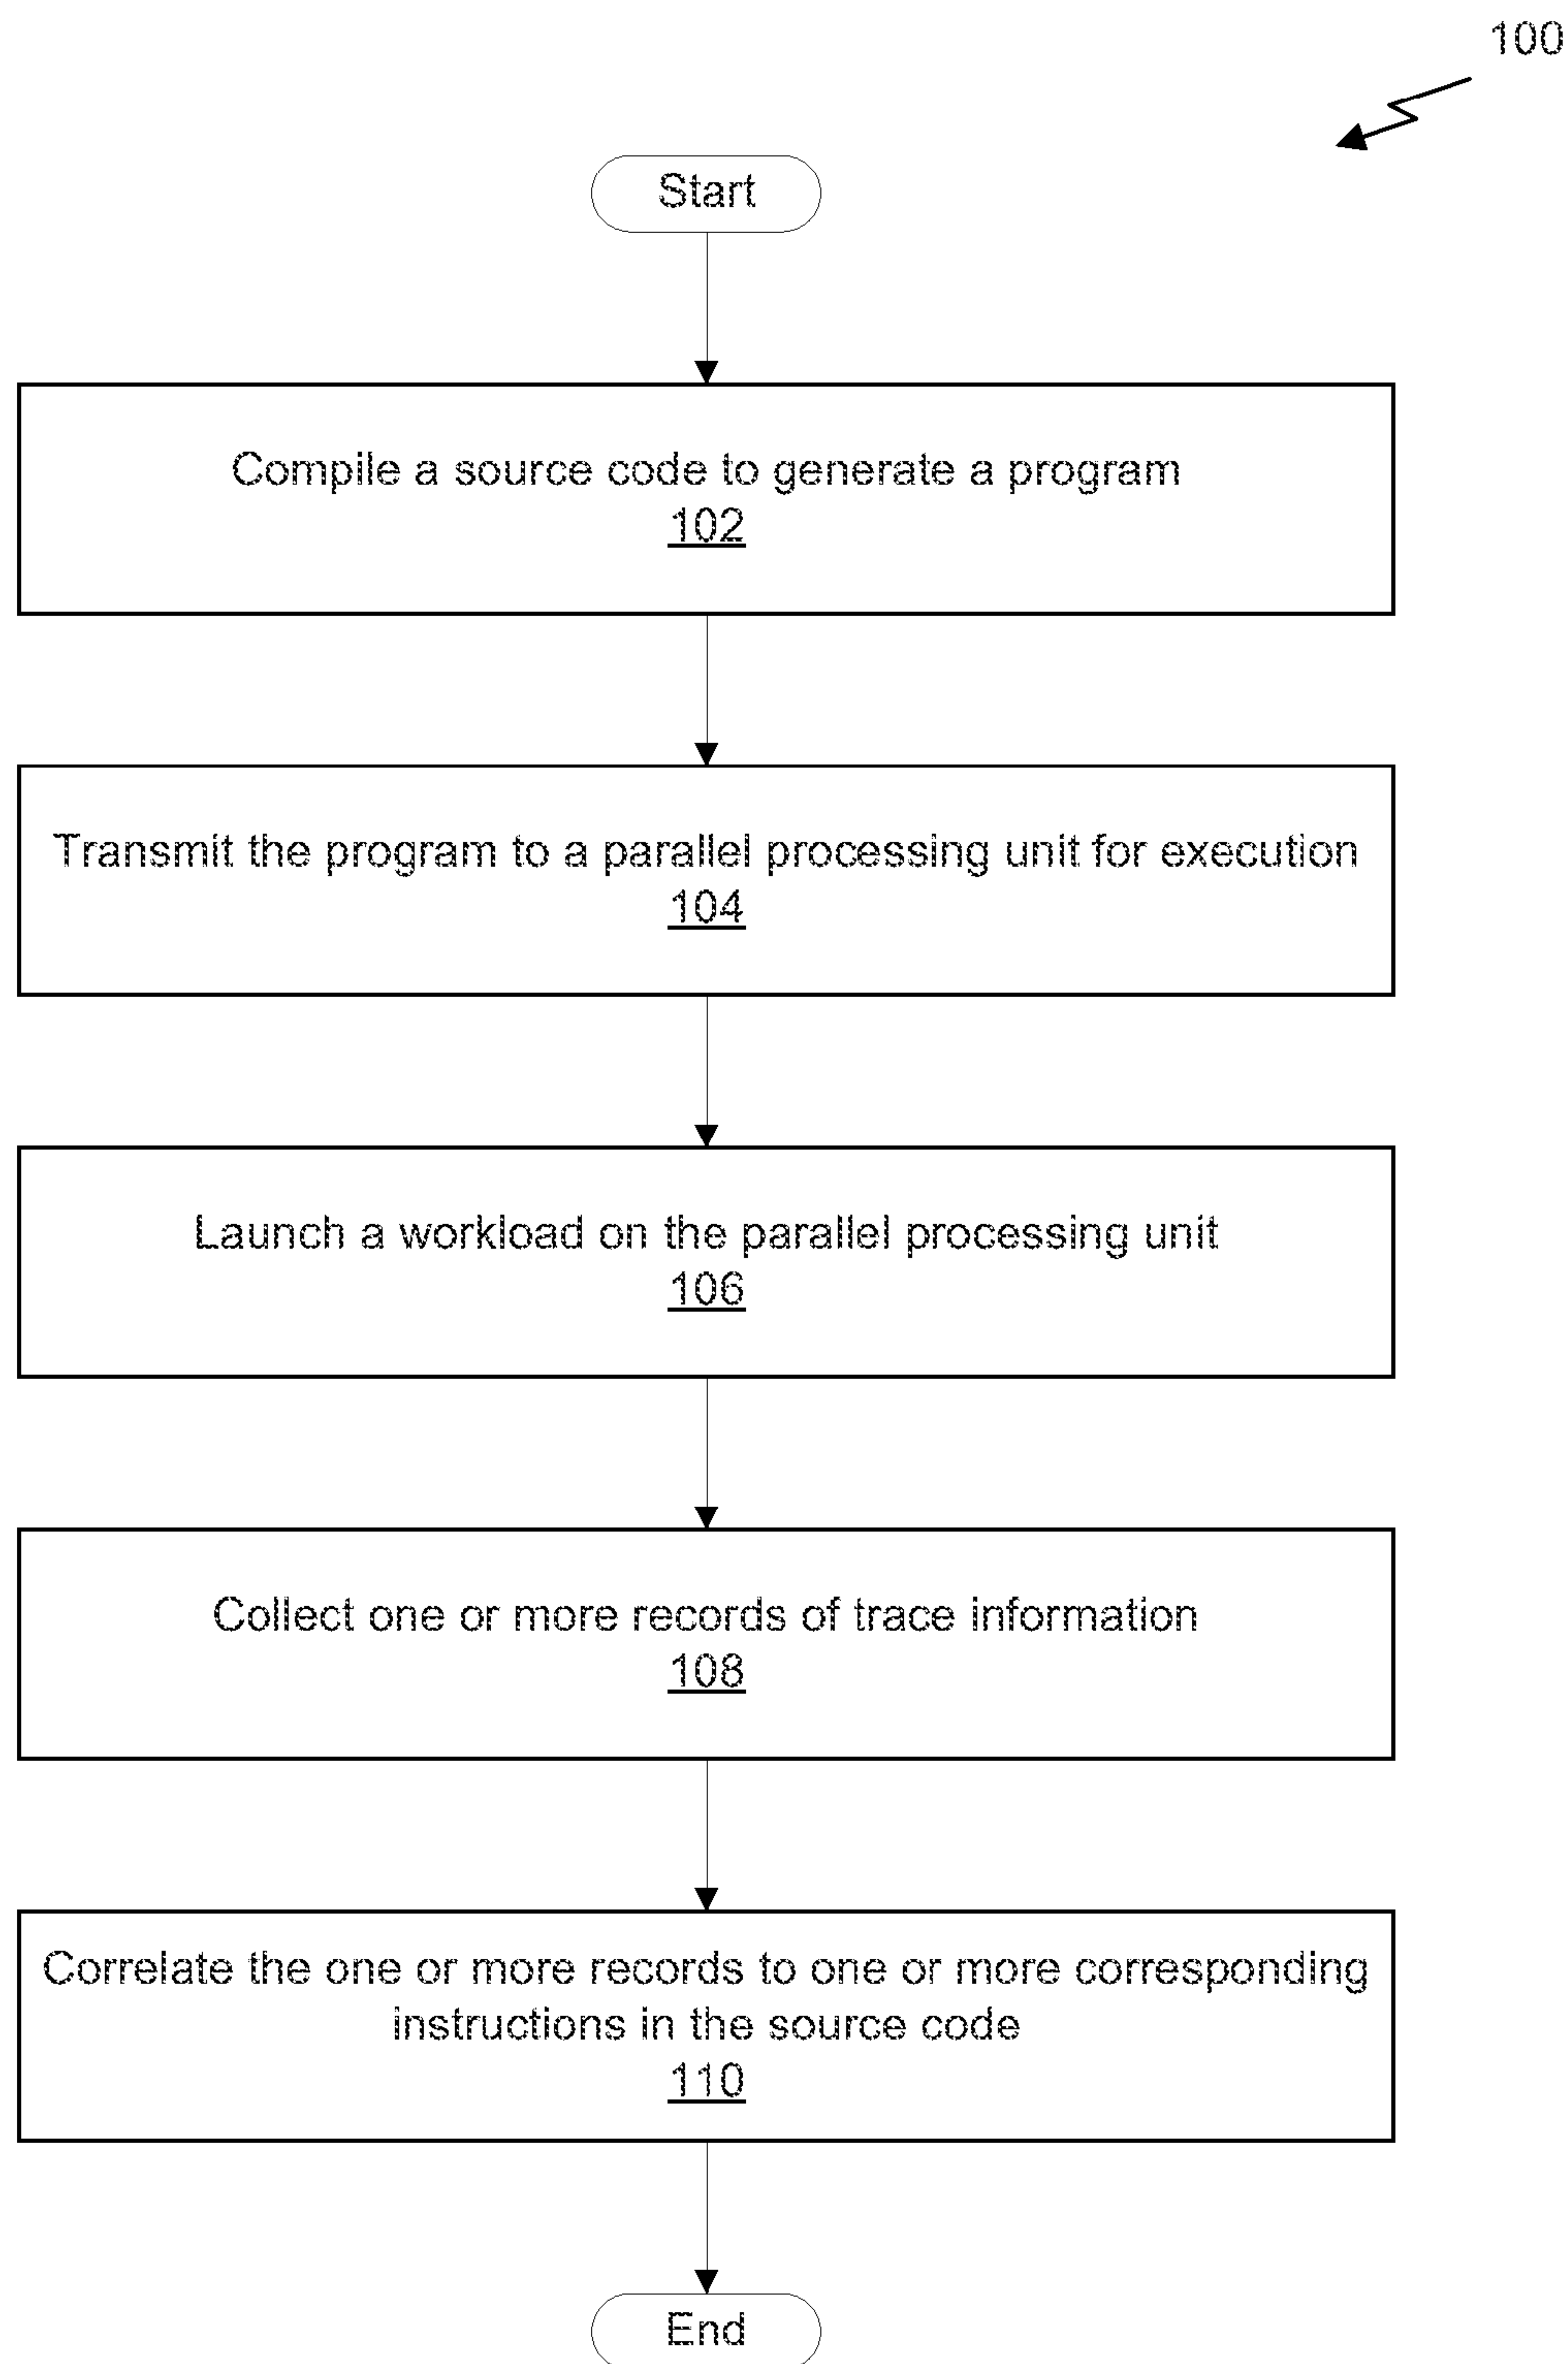 100
Start
Compile a source code to generate a program
102
Transmit the program to a parallel processing unit for execution
104
Launch a workload on the parallel processing unit
106
Collect one or more records of trace information
108
Correlate the one or more records to one or more corresponding
instructions in the source code
110
End